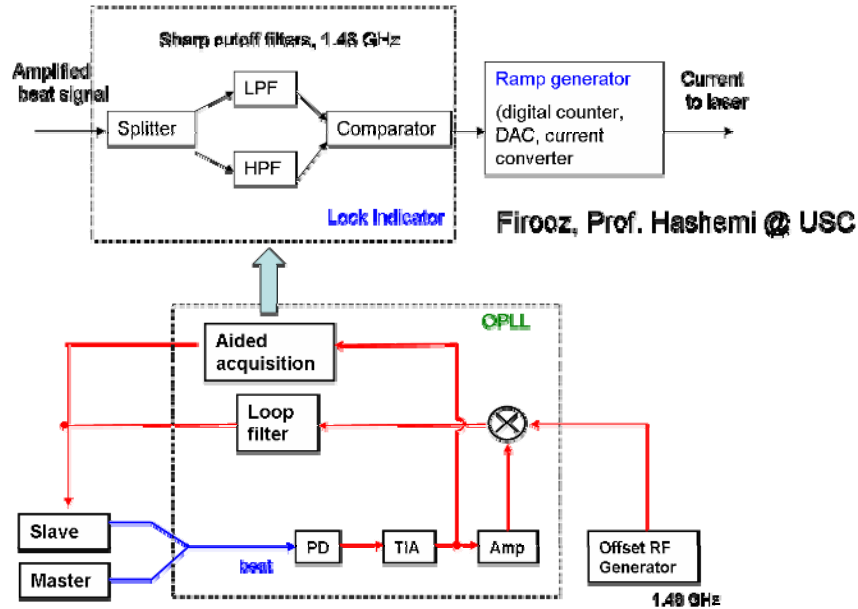 Sharp cutoff filters, 1.48 GHz
Amplified
beat signal
Splitter
LPF
HPF
Comparator
Lock Indicator
Ramp generator
(digital counter,
DAC, current
converter
Current
to laser
Firooz, Prof. Hashemi @ USC
OPLL
Aided
acquisition
Loop
filter
Slave
Master
beat
PD
TIA
Amp
Offset RF
Generator
1.48 GHz